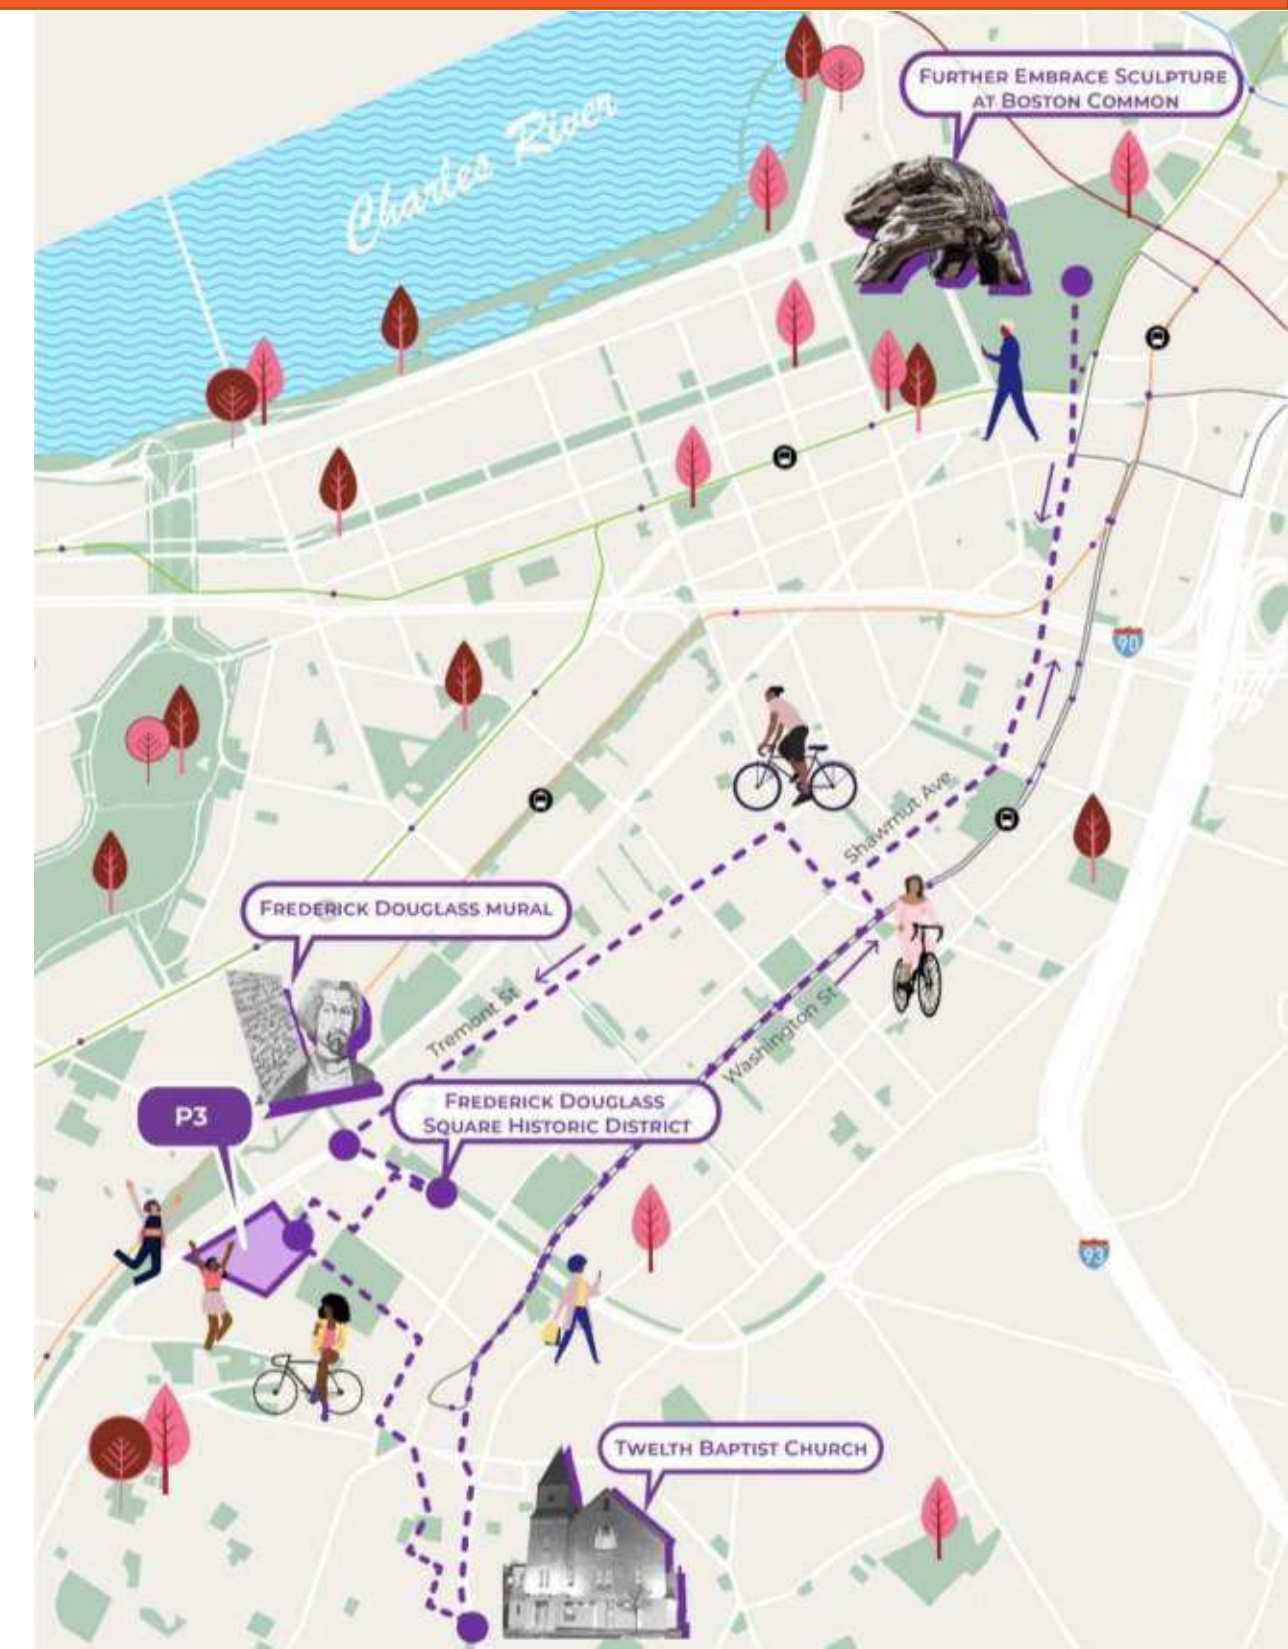 FURTHER EMBRACE SCULPTURE
AT BOSTON COMMON
Charles River
90
Shawmut Ave
FREDERICK DOUGLASS MURAL
Tremont St
Washington St
FREDERICK DOUGLASS
SQUARE HISTORIC DISTRICT
P3
93
TWELTH BAPTIST CHURCH